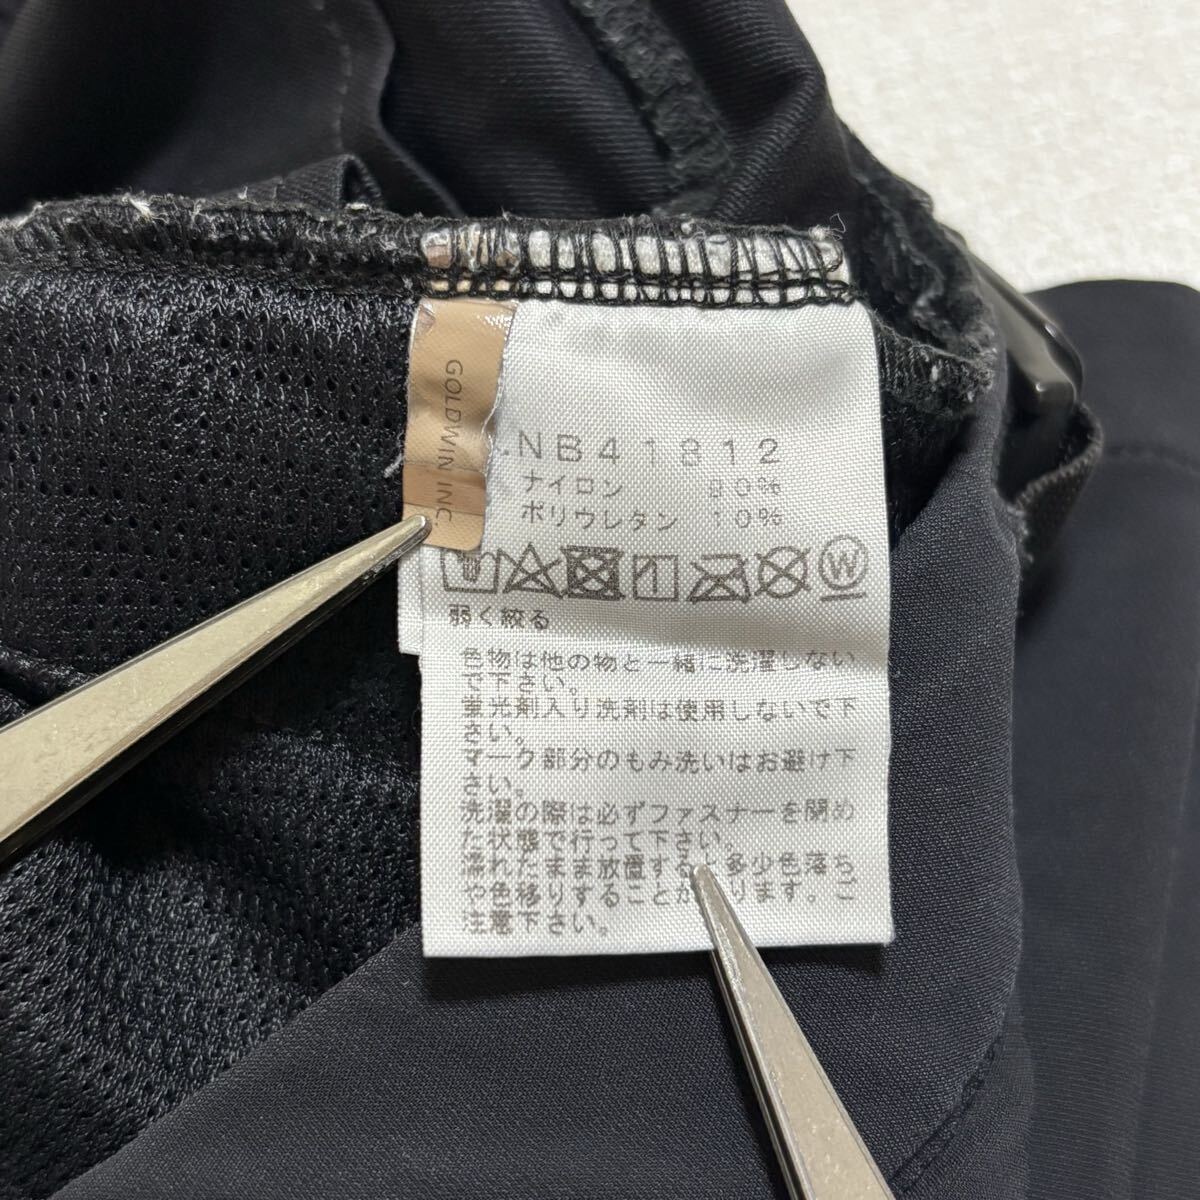 GOLDWIN INC.
NB41812
ナイロン 90%
ポリウレタン 10%
W
弱く絞る
色物は他の物と一緒に洗濯しない
で下さい。
蛍光剤入り洗剤は使用しないで下
さい。
マーク部分のもみ洗いはお避け下
さい。
洗濯の際は必ずファスナーを閉め
た状態で行って下さい。
濡れたまま放置すると多少色落ち
や色移りすることがあります。ご
注意下さい。